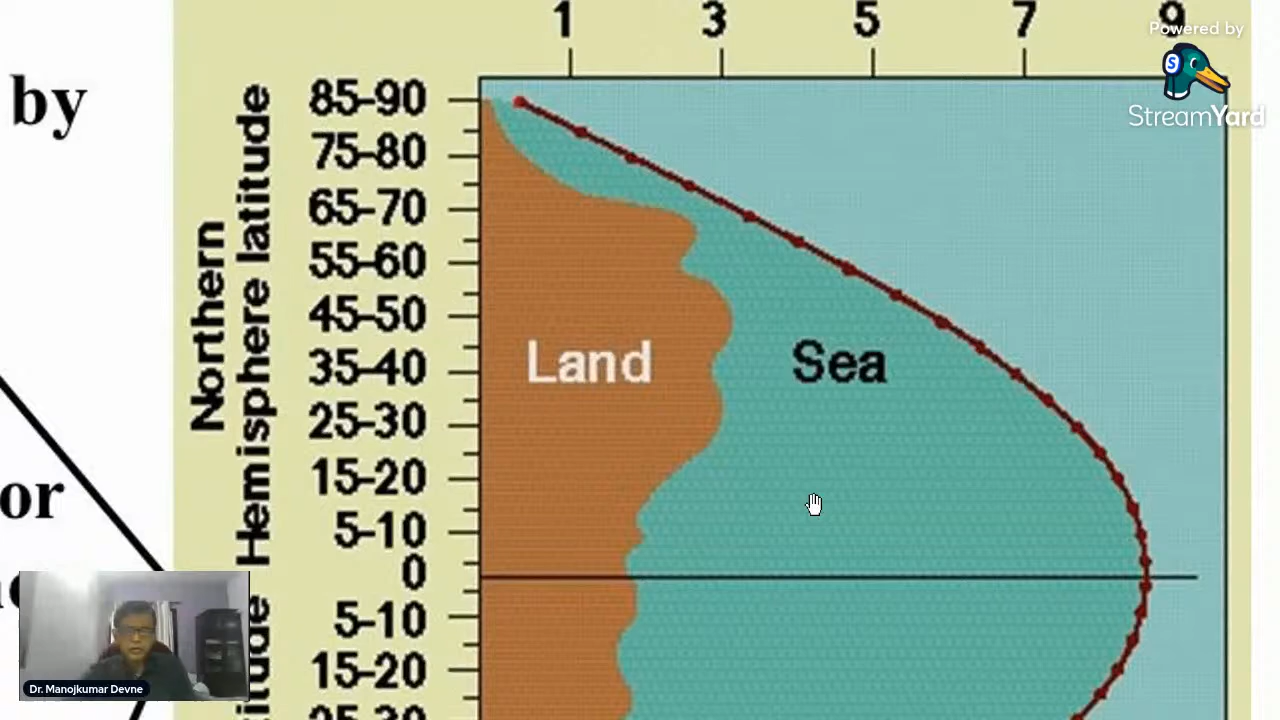 1 3 5 7 9
Powered by
StreamYard
by
or
Northern
Hemisphere latitude
85-90
75-80
65-70
55-60
45-50
35-40
25-30
15-20
5-10
0
5-10
15-20
25-30
Land
Sea
S
Dr. Manojkumar Devne